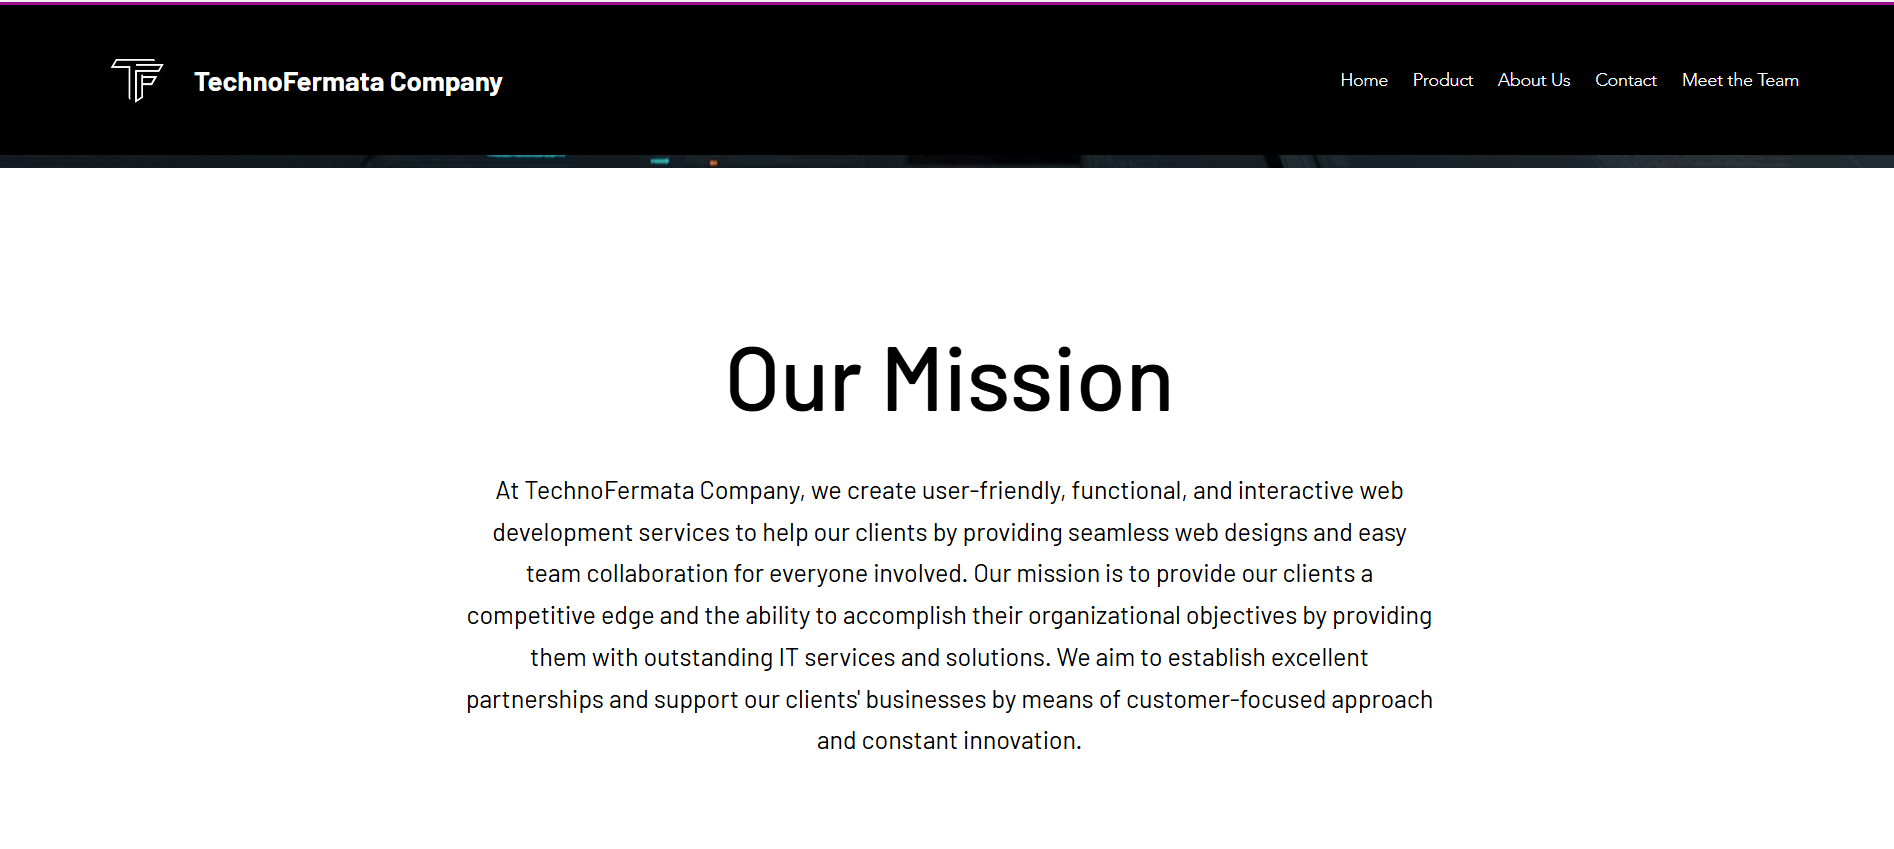 TF
TechnoFermata Company
Home Product About Us Contact Meet the Team
Our Mission
At TechnoFermata Company, we create user-friendly, functional, and interactive web
development services to help our clients by providing seamless web designs and easy
team collaboration for everyone involved. Our mission is to provide our clients a
competitive edge and the ability to accomplish their organizational objectives by providing
them with outstanding IT services and solutions. We aim to establish excellent
partnerships and support our clients' businesses by means of customer-focused approach
and constant innovation.